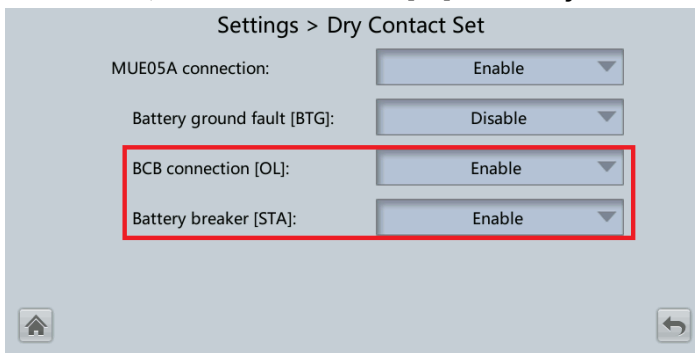 Settings > Dry Contact Set
MUE05A connection: Enable
Battery ground fault [BTG]: Disable
BCB connection [OL]: Enable
Battery breaker [STA]: Enable